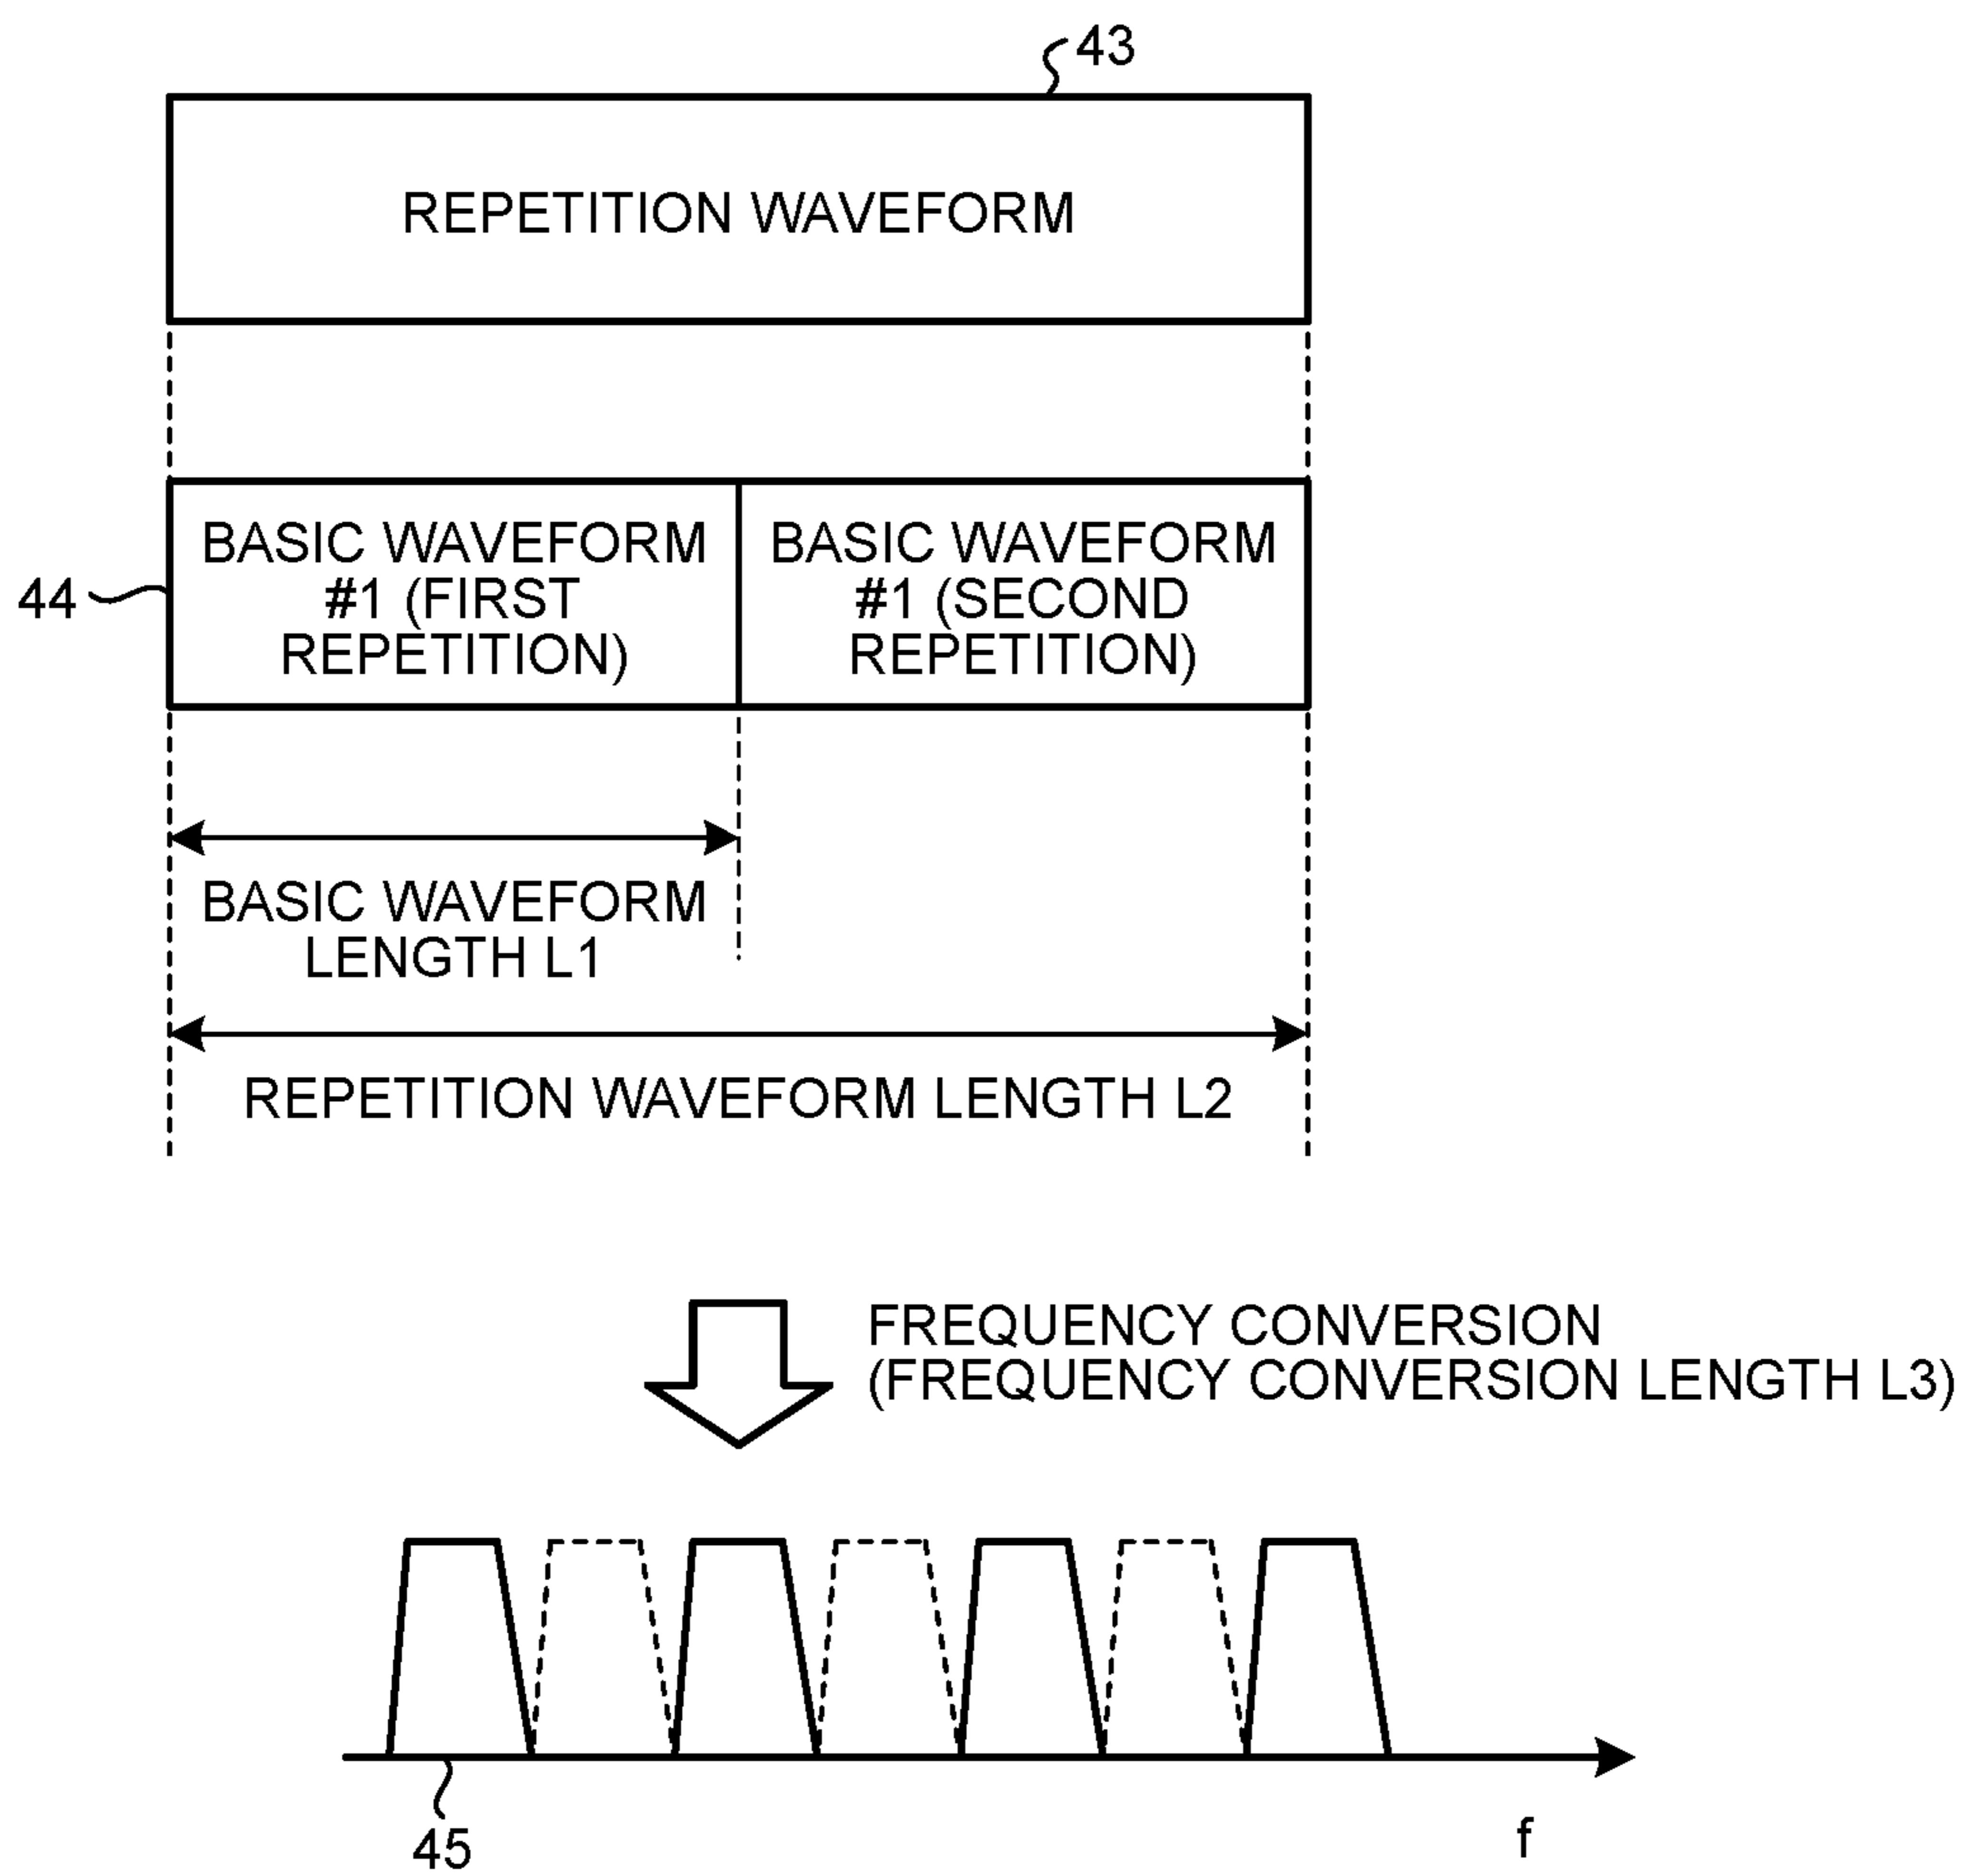 43
REPETITION WAVEFORM
44
BASIC WAVEFORM
#1 (FIRST
REPETITION)
BASIC WAVEFORM
#1 (SECOND
REPETITION)
BASIC WAVEFORM
LENGTH L1
REPETITION WAVEFORM LENGTH L2
FREQUENCY CONVERSION
(FREQUENCY CONVERSION LENGTH L3)
45
f